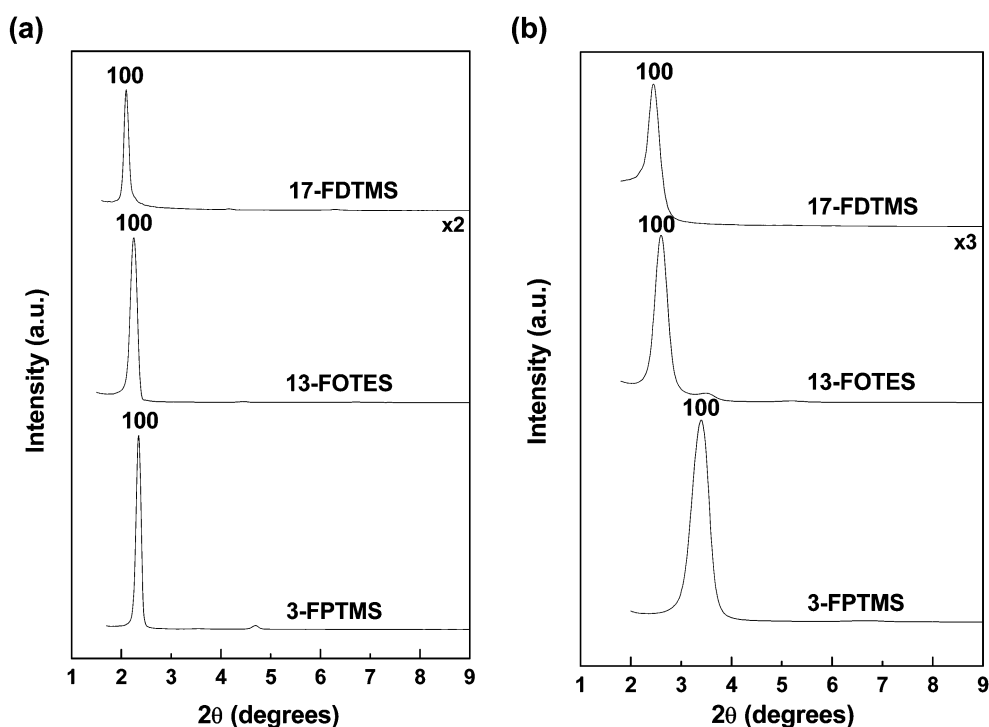 (a)
100
17-FDTMS
x2
100
13-FOTES
100
3-FPTMS
Intensity (a.u.)
1 2 3 4 5 6 7 8 9
2θ (degrees)
(b)
100
17-FDTMS
x3
100
13-FOTES
100
3-FPTMS
Intensity (a.u.)
1 2 3 4 5 6 7 8 9
2θ (degrees)